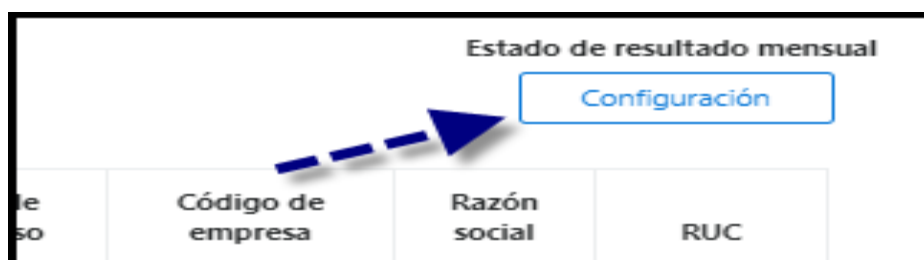 Estado de resultado mensual
Configuración
Código de empresa
Razón social
RUC